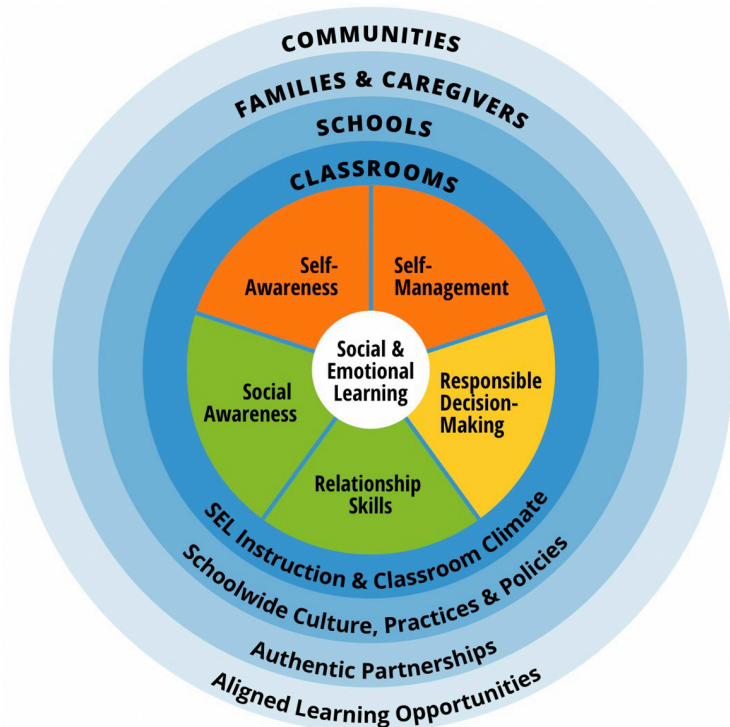 COMMUNITIES
FAMILIES & CAREGIVERS
SCHOOLS
CLASSROOMS
Self-
Awareness
Self-
Management
Social &
Emotional
Learning
Social
Awareness
Responsible
Decision-
Making
Relationship
Skills
SEL Instruction & Classroom Climate
Schoolwide Culture, Practices & Policies
Authentic Partnerships
Aligned Learning Opportunities